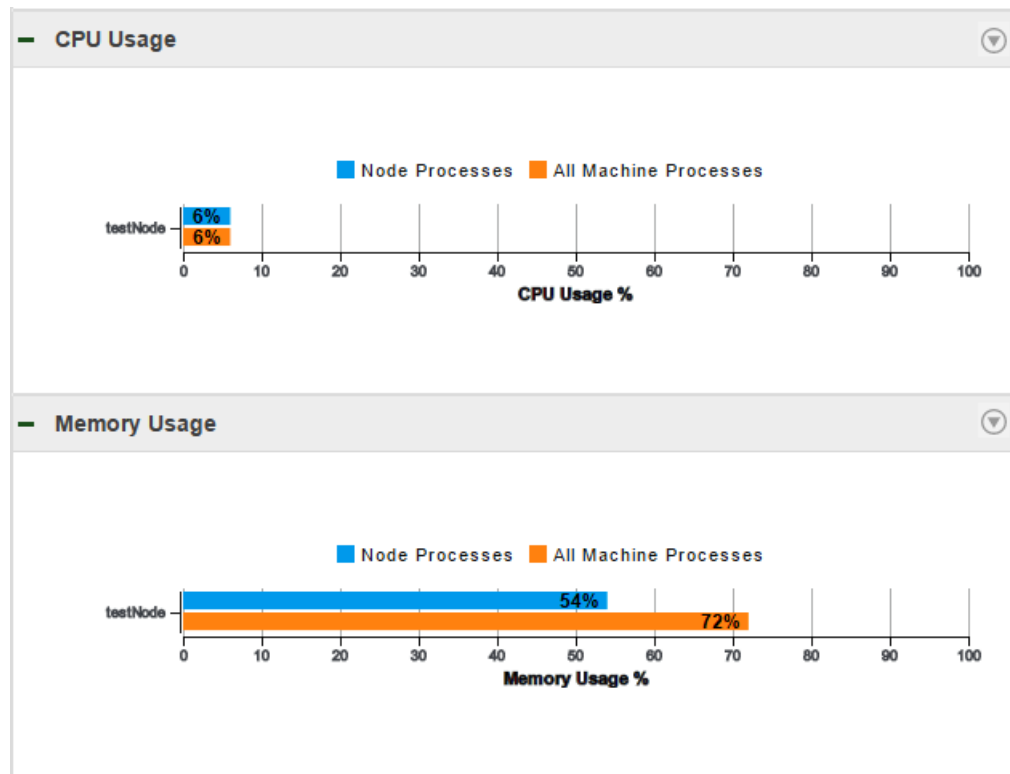 CPU Usage
Node Processes All Machine Processes
testNode
6%
6%
0 10 20 30 40 50 60 70 80 90 100
CPU Usage %
Memory Usage
Node Processes All Machine Processes
testNode
54%
72%
0 10 20 30 40 50 60 70 80 90 100
Memory Usage %